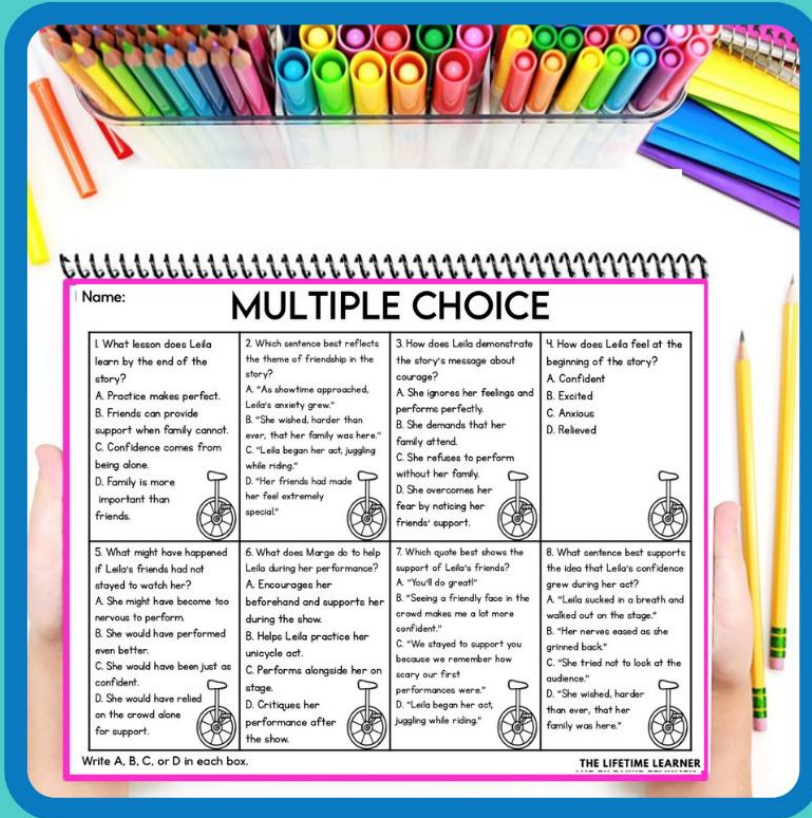 Name:
MULTIPLE CHOICE
1. What lesson does Leila
learn by the end of the
story?
A. Practice makes perfect.
B. Friends can provide
support when family cannot.
C. Confidence comes from
being alone.
D. Family is more
important than
friends.
2. Which sentence best reflects
the theme of friendship in the
story?
A. "As showtime approached,
Leila's anxiety grew."
B. "She wished, harder than
ever, that her family was here."
C. "Leila began her act, juggling
while riding."
D. "Her friends had made
her feel extremely
special."
3. How does Leila demonstrate
the story's message about
courage?
A. She ignores her feelings and
performs perfectly.
B. She demands that her
family attend.
C. She refuses to perform
without her family.
D. She overcomes her
fear by noticing her
friends' support.
4. How does Leila feel at the
beginning of the story?
A. Confident
B. Excited
C. Anxious
D. Relieved
5. What might have happened
if Leila's friends had not
stayed to watch her?
A. She might have become too
nervous to perform.
B. She would have performed
even better.
C. She would have been just as
confident.
D. She would have relied
on the crowd alone
for support.
6. What does Marge do to help
Leila during her performance?
A. Encourages her
beforehand and supports her
during the show.
B. Helps Leila practice her
unicycle act.
C. Performs alongside her on
stage.
D. Critiques her
performance after
the show.
7. Which quote best shows the
support of Leila's friends?
A. "You'll do great!"
B. "Seeing a friendly face in the
crowd makes me a lot more
confident."
C. "We stayed to support you
because we remember how
scary our first
performances were."
D. "Leila began her act,
juggling while riding."
8. What sentence best supports
the idea that Leila's confidence
grew during her act?
A. "Leila sucked in a breath and
walked out on the stage."
B. "Her nerves eased as she
grinned back."
C. "She tried not to look at the
audience."
D. "She wished, harder
than ever, that her
family was here."
Write A, B, C, or D in each box.
THE LIFETIME LEARNER